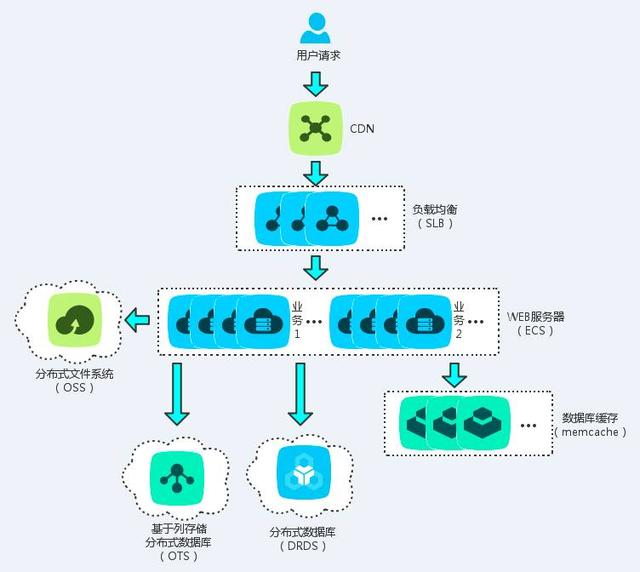 用户请求
CDN
负载均衡
（SLB）
业务1
业务2
WEB服务器
（ECS）
分布式文件系统
（OSS）
数据库缓存
（memcache）
基于列存储
分布式数据库
（OTS）
分布式数据库
（DRDS）